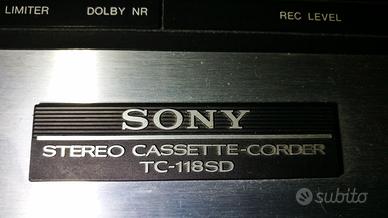 LIMITER DOLBY NR REC LEVEL
SONY
STEREO CASSETTE-CORDER
TC-118SD
subito